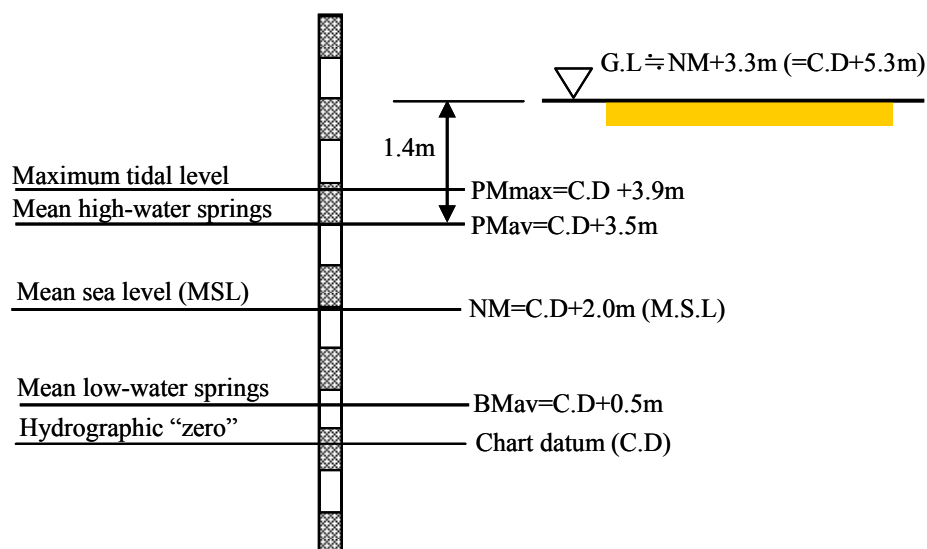 G.L≒NM+3.3m (=C.D+5.3m)
1.4m
Maximum tidal level
PMmax=C.D +3.9m
Mean high-water springs
PMav=C.D+3.5m
Mean sea level (MSL)
NM=C.D+2.0m (M.S.L)
Mean low-water springs
BMav=C.D+0.5m
Hydrographic “zero”
Chart datum (C.D)